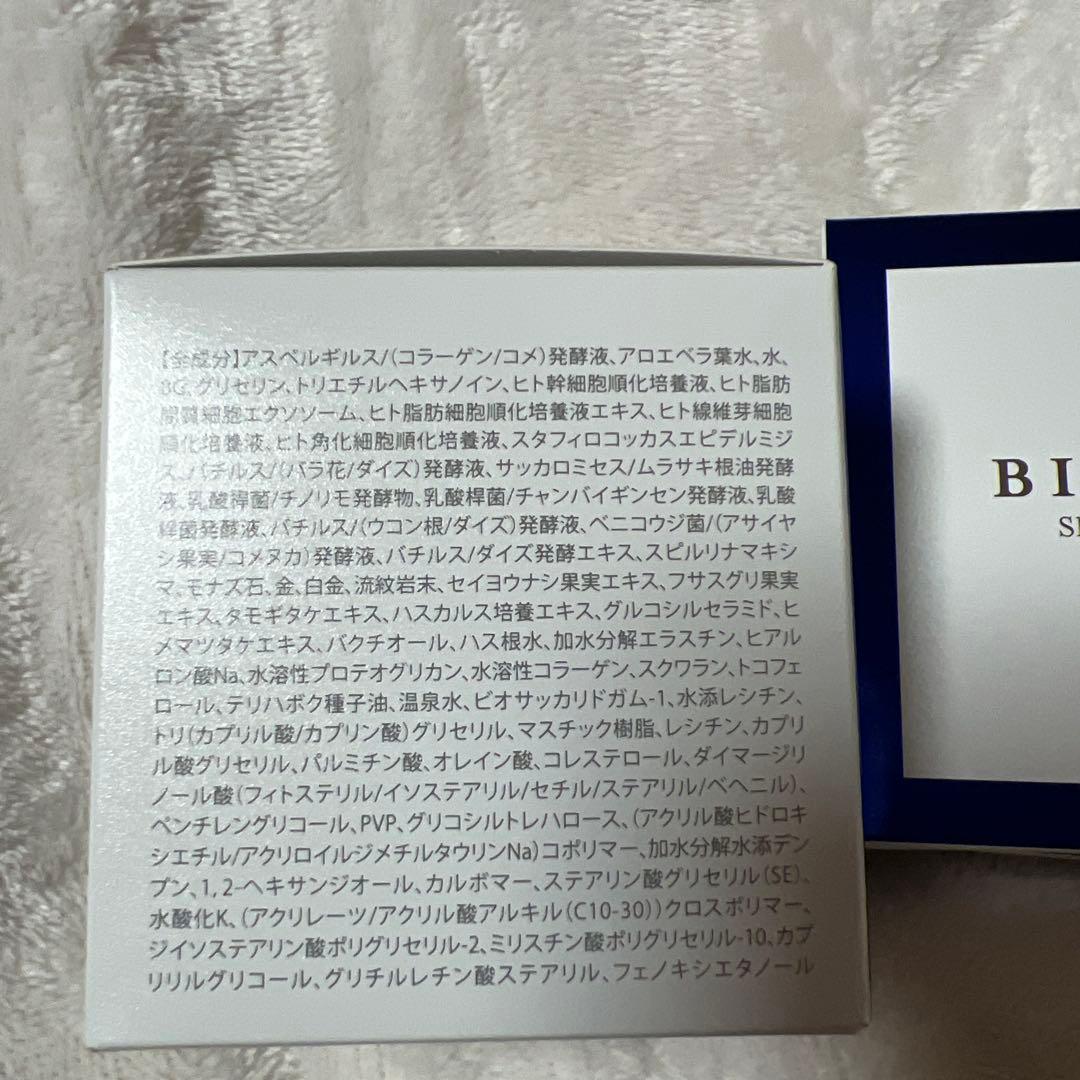 【全成分】アスペルギルス/(コラーゲン/コメ)発酵液、アロエベラ葉水、水、
BG、グリセリン、トリエチルヘキサノイン、ヒト幹細胞順化培養液、ヒト脂肪
間質細胞エクソソーム、ヒト脂肪細胞順化培養液エキス、ヒト線維芽細胞
順化培養液、ヒト角化細胞順化培養液、スタフィロコッカスエピデルミジ
ス、バチルス/(バラ花/ダイズ)発酵液、サッカロミセス/ムラサキ根油発酵
液、乳酸桿菌/チノリモ発酵物、乳酸桿菌/チャンバイギンセン発酵液、乳酸
桿菌発酵液、バチルス/(ウコン根/ダイズ)発酵液、ベニコウジ菌/(アサイヤ
シ果実/コメヌカ)発酵液、バチルス/ダイズ発酵エキス、スピルリナマキシ
マ、モナズ石、金、白金、流紋岩末、セイヨウナシ果実エキス、フサスグリ果実
エキス、タモギタケエキス、ハスカルス培養エキス、グルコシルセラミド、ヒ
メマツタケエキス、バクチオール、ハス根水、加水分解エラスチン、ヒアル
ロン酸Na、水溶性プロテオグリカン、水溶性コラーゲン、スクワラン、トコフェ
ロール、テリハボク種子油、温泉水、ビオサッカリドガム-1、水添レシチン、
トリ(カプリル酸/カプリン酸)グリセリル、マスチック樹脂、レシチン、カプリ
ル酸グリセリル、パルミチン酸、オレイン酸、コレステロール、ダイマージリ
ノール酸(フィトステリル/イソステアリル/セチル/ステアリル/ベヘニル)、
ペンチレングリコール、PVP、グリコシルトレハロース、(アクリル酸ヒドロキ
シエチル/アクリロイルジメチルタウリンNa)コポリマー、加水分解水添デン
プン、1,2-ヘキサンジオール、カルボマー、ステアリン酸グリセリル(SE)、
水酸化K、(アクリレーツ/アクリル酸アルキル(C10-30))クロスポリマー、
ジイソステアリン酸ポリグリセリル-2、ミリスチン酸ポリグリセリル-10、カプ
リリルグリコール、グリチルレチン酸ステアリル、フェノキシエタノール
BI